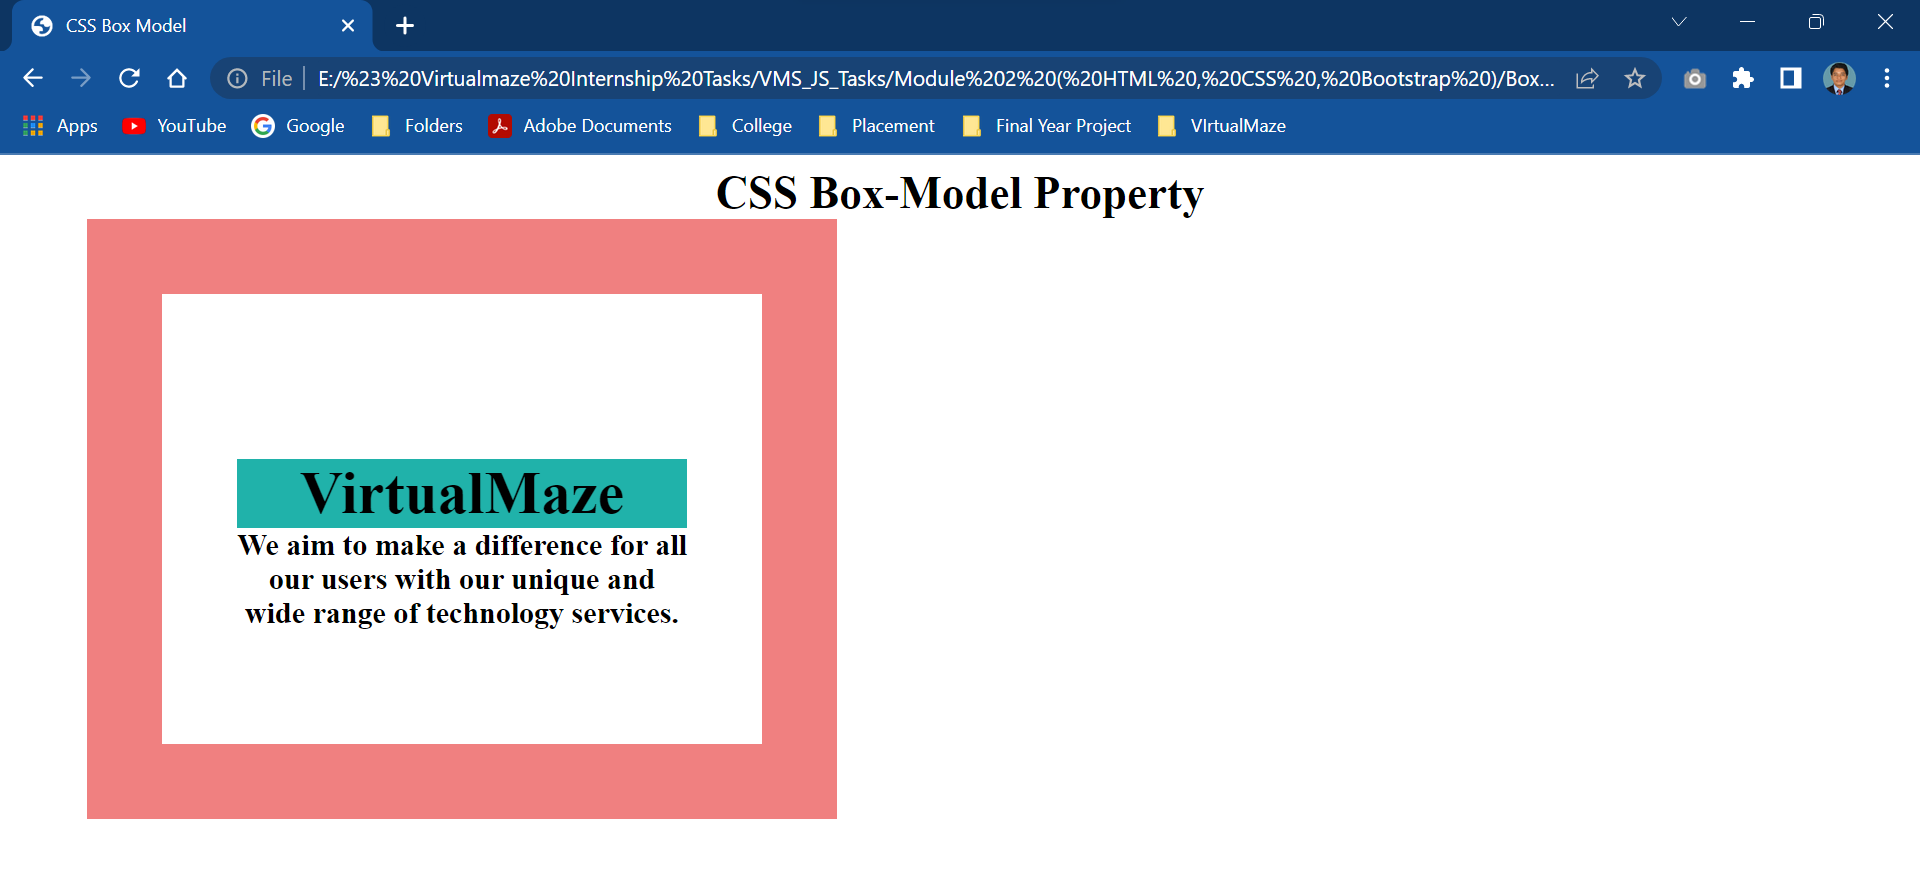 CSS Box Model
File
E:/%23%20Virtualmaze%20Internship%20Tasks/VMS_JS_Tasks/Module%202%20(%20HTML%20,%20CSS%20,%20Bootstrap%20)/Box...
Apps YouTube Google Folders Adobe Documents College Placement Final Year Project VIrtualMaze
CSS Box-Model Property
VirtualMaze
We aim to make a difference for all
our users with our unique and
wide range of technology services.